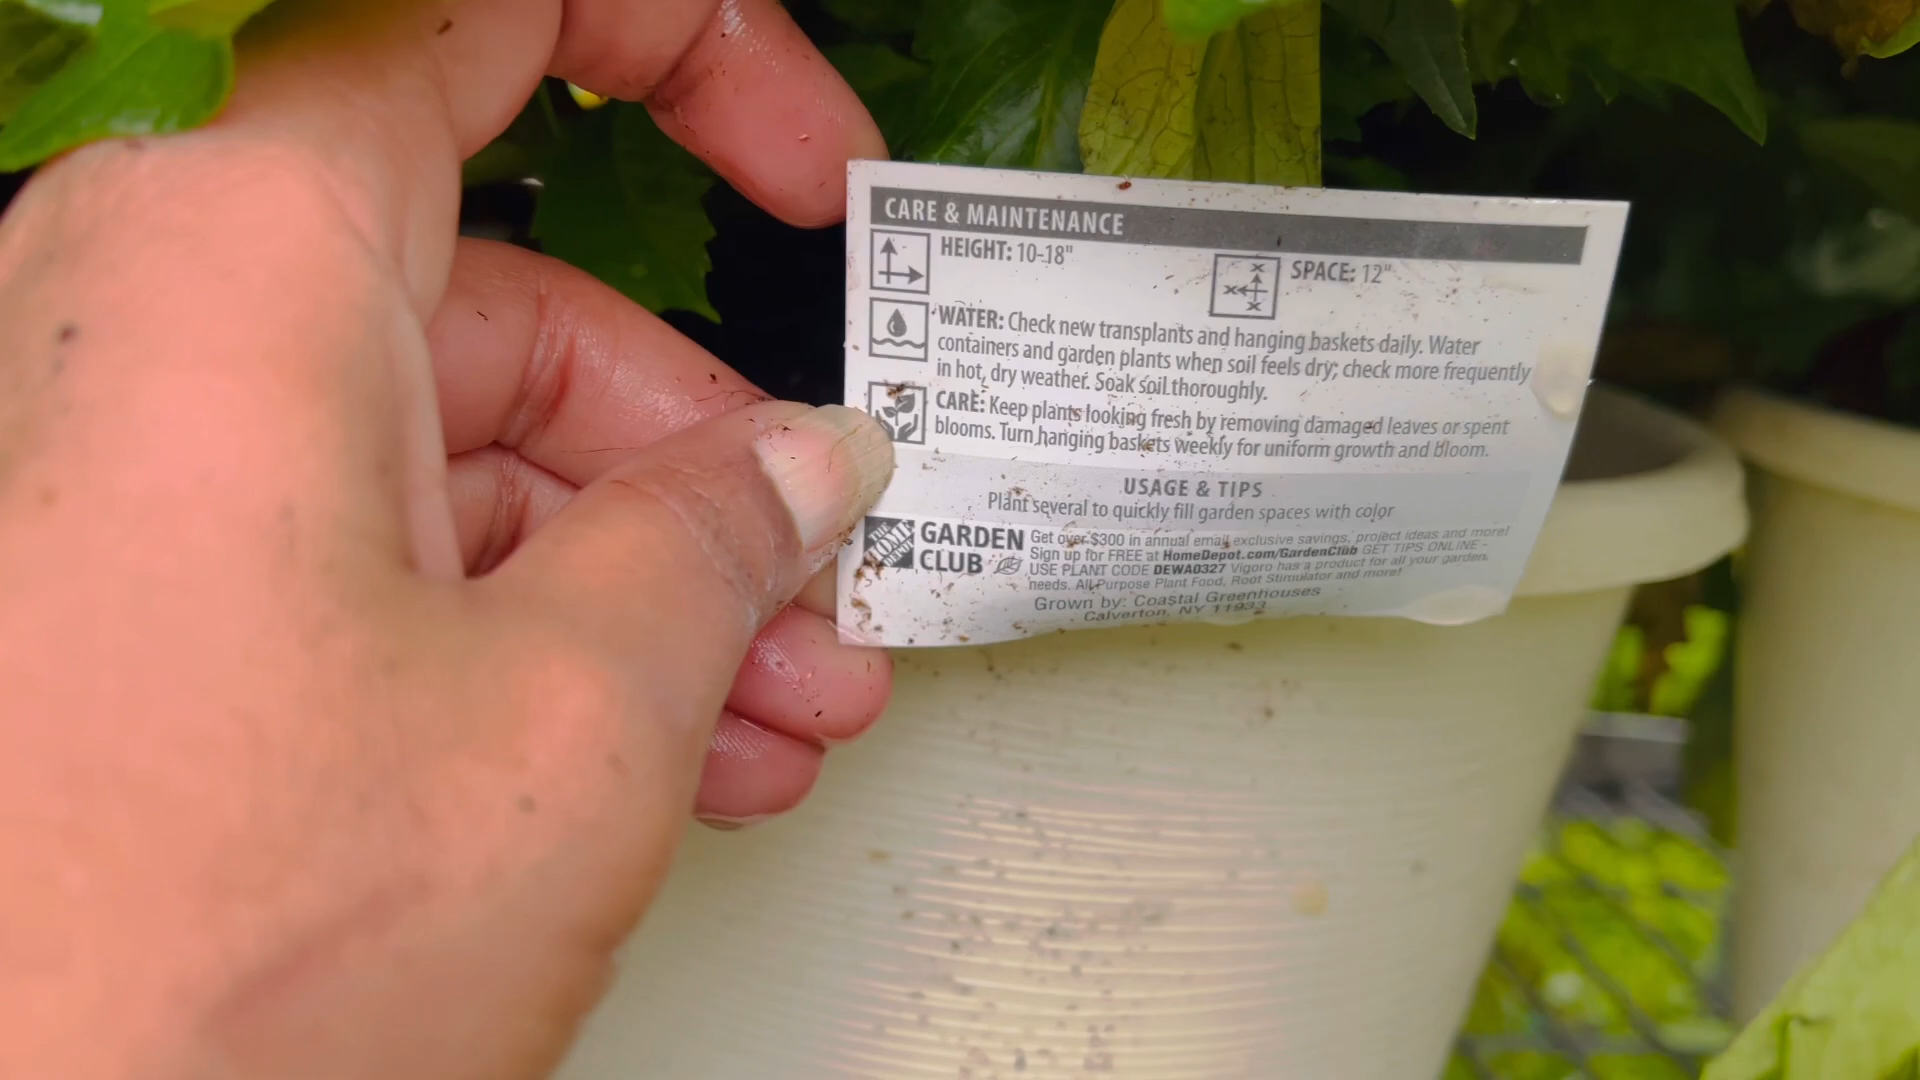 CARE & MAINTENANCE
HEIGHT: 10-18"
SPACE: 12"
WATER: Check new transplants and hanging baskets daily. Water
containers and garden plants when soil feels dry; check more frequently
in hot, dry weather. Soak soil thoroughly.
CARE: Keep plants looking fresh by removing damaged leaves or spent
blooms. Turn hanging baskets weekly for uniform growth and bloom.
USAGE & TIPS
Plant several to quickly fill garden spaces with color
THE HOME DEPOT
GARDEN
CLUB
Get over $300 in annual email exclusive savings, project ideas and more!
Sign up for FREE at HomeDepot.com/GardenClub GET TIPS ONLINE -
USE PLANT CODE DEWA0327 Vigoro has a product for all your garden
needs. All Purpose Plant Food, Root Stimulator and more!
Grown by: Coastal Greenhouses
Calverton, NY 11933